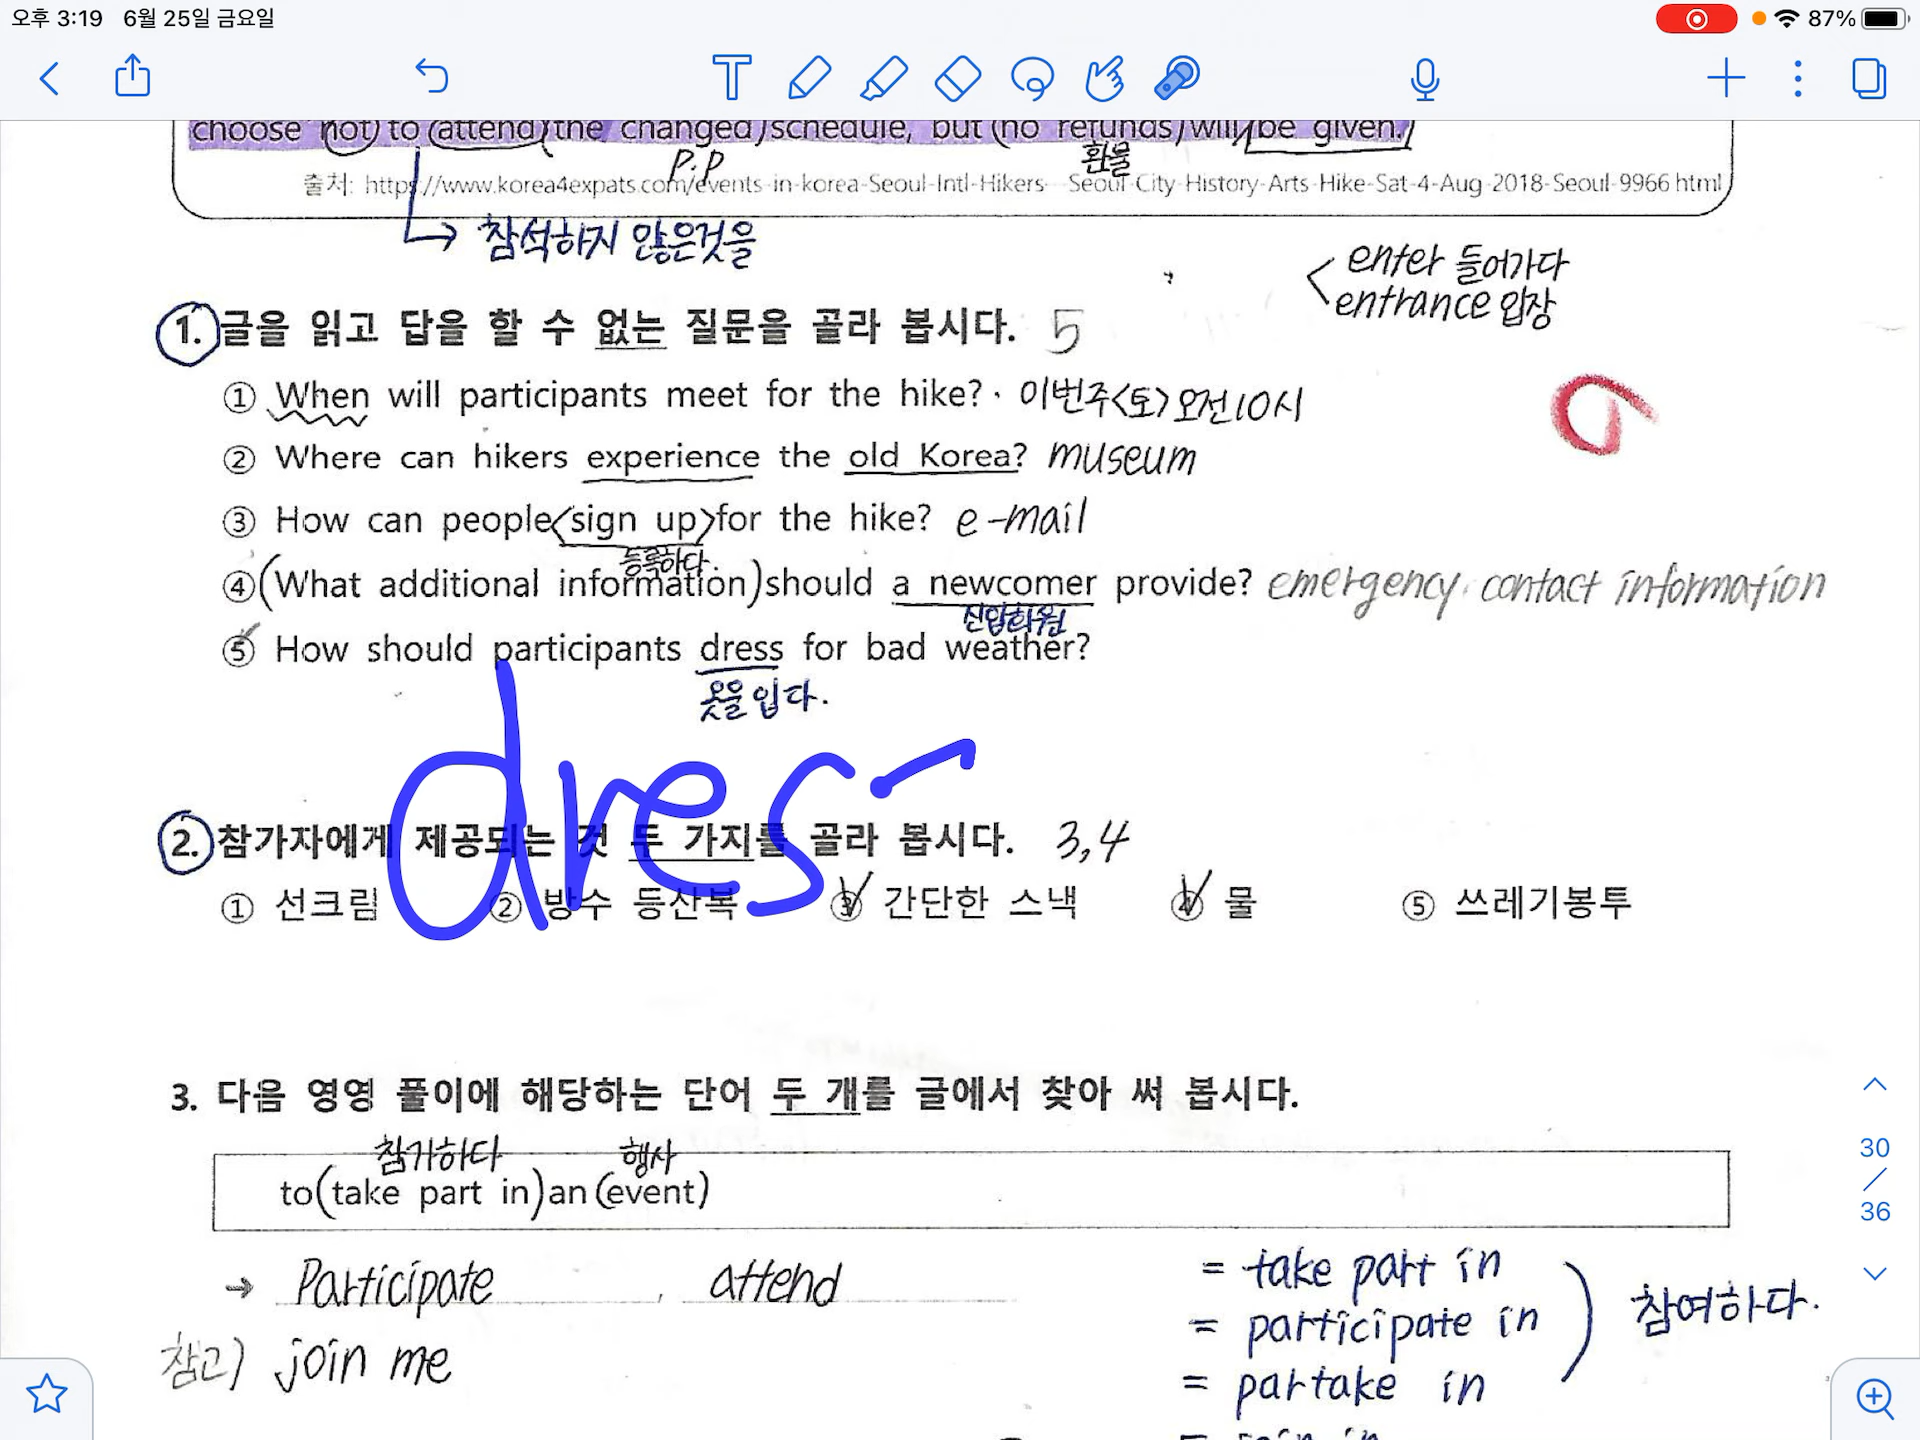 오후 3:19 6월 25일 금요일 87%
choose not to (attend) (the changed) schedule, but (no refunds) will (be given.)
p.p 환불
출처: https://www.korea4expats.com/events-in-korea-Seoul-Intl-Hikers- Seoul-City-History-Arts-Hike-Sat-4-Aug-2018-Seoul-9966 html
→ 참석하지 않은것을
< enter 들어가다
entrance 입장
1. 글을 읽고 답을 할 수 없는 질문을 골라 봅시다. 5
① When will participants meet for the hike? · 이번주<토> 오전10시
② Where can hikers experience the old Korea? museum
③ How can people <sign up> for the hike? e-mail
등록하다.
④ (What additional information) should a newcomer provide? emergency contact information
신입회원
⑤ How should participants dress for bad weather?
옷을 입다.
dres
2. 참가자에게 제공되는 것 두 가지를 골라 봅시다. 3,4
① 선크림 ② 방수 등산복 ③ 간단한 스낵 ④ 물 ⑤ 쓰레기봉투
3. 다음 영영 풀이에 해당하는 단어 두 개를 글에서 찾아 써 봅시다.
참가하다 행사
to (take part in) an (event)
→ Participate , attend
참고) join me
= take part in
= participate in ) 참여하다.
= partake in
= join in
30
/
36